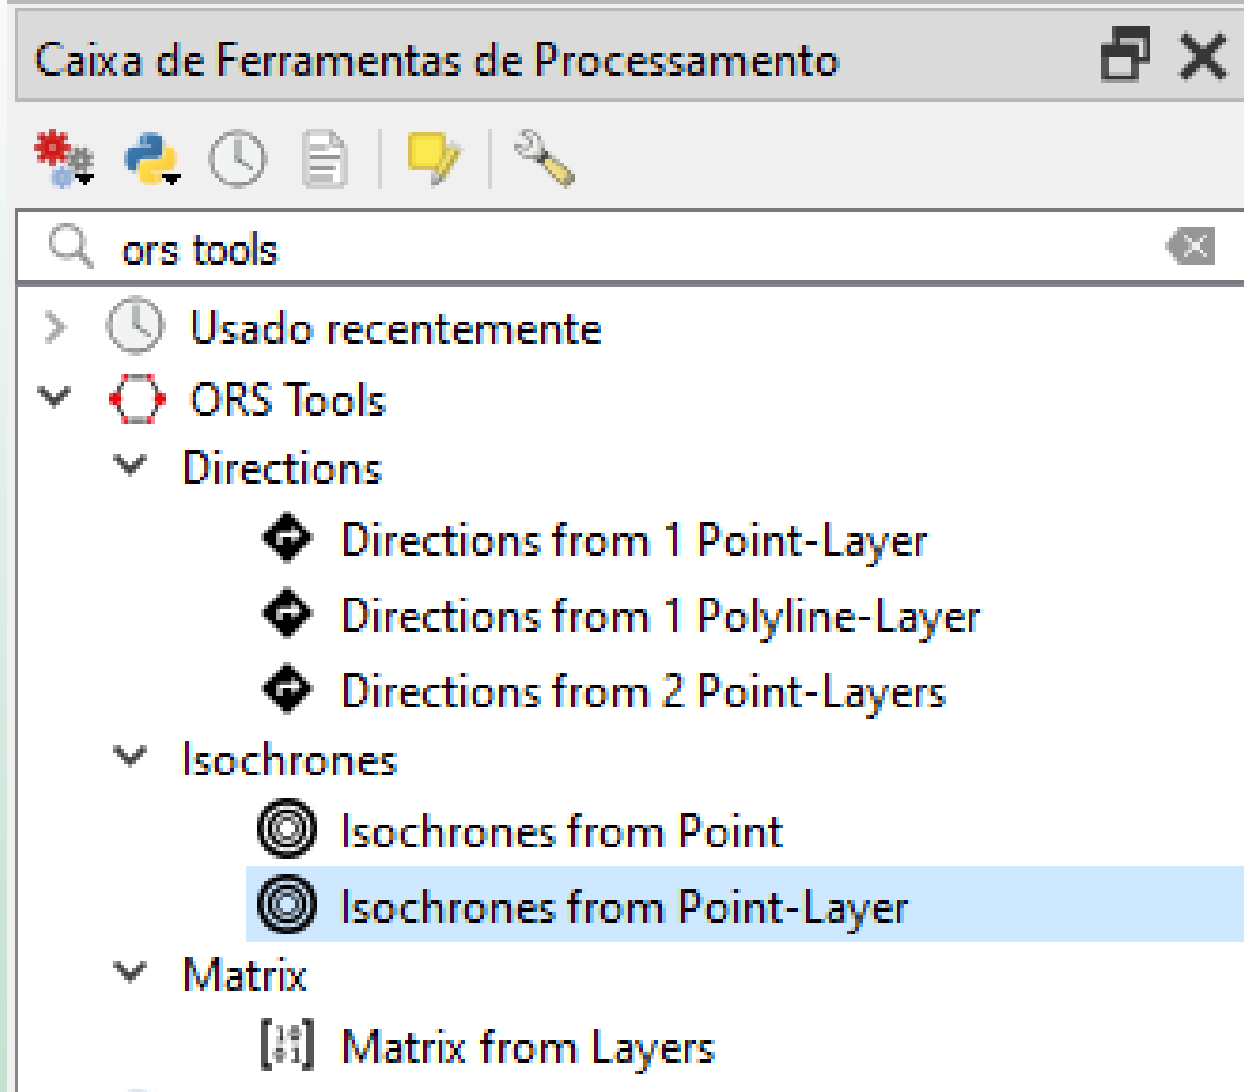 Caixa de Ferramentas de Processamento
ors tools
Usado recentemente
ORS Tools
Directions
Directions from 1 Point-Layer
Directions from 1 Polyline-Layer
Directions from 2 Point-Layers
Isochrones
Isochrones from Point
Isochrones from Point-Layer
Matrix
Matrix from Layers